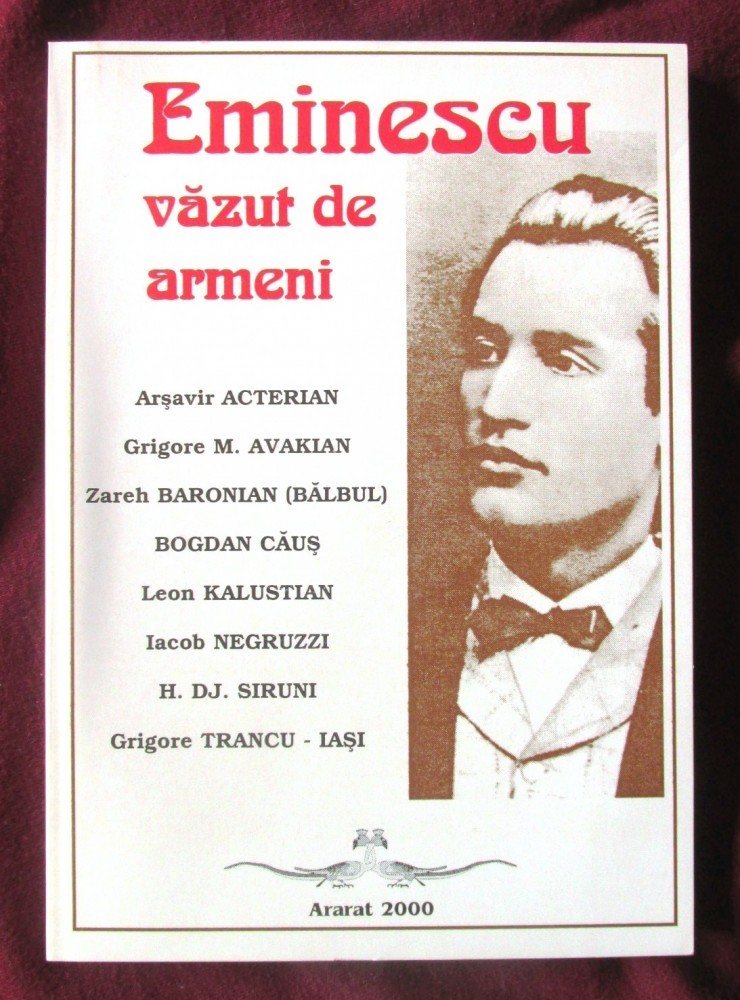 Eminescu
văzut de
armeni
Arşavir ACTERIAN
Grigore M. AVAKIAN
Zareh BARONIAN (BĂLBUL)
BOGDAN CĂUŞ
Leon KALUSTIAN
Iacob NEGRUZZI
H. DJ. SIRUNI
Grigore TRANCU - IAŞI
Ararat 2000